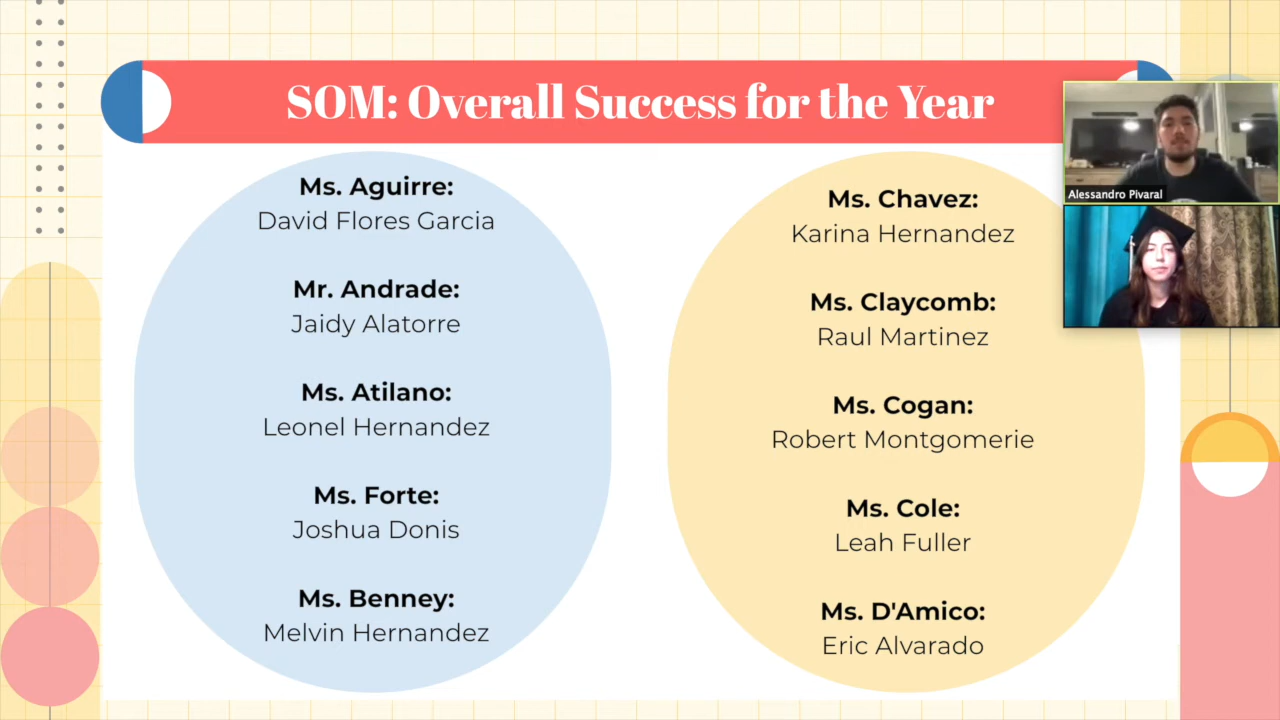 SOM: Overall Success for the Year
Ms. Aguirre:
David Flores Garcia
Mr. Andrade:
Jaidy Alatorre
Ms. Atilano:
Leonel Hernandez
Ms. Forte:
Joshua Donis
Ms. Benney:
Melvin Hernandez
Ms. Chavez:
Karina Hernandez
Ms. Claycomb:
Raul Martinez
Ms. Cogan:
Robert Montgomerie
Ms. Cole:
Leah Fuller
Ms. D'Amico:
Eric Alvarado
Alessandro Pivaral